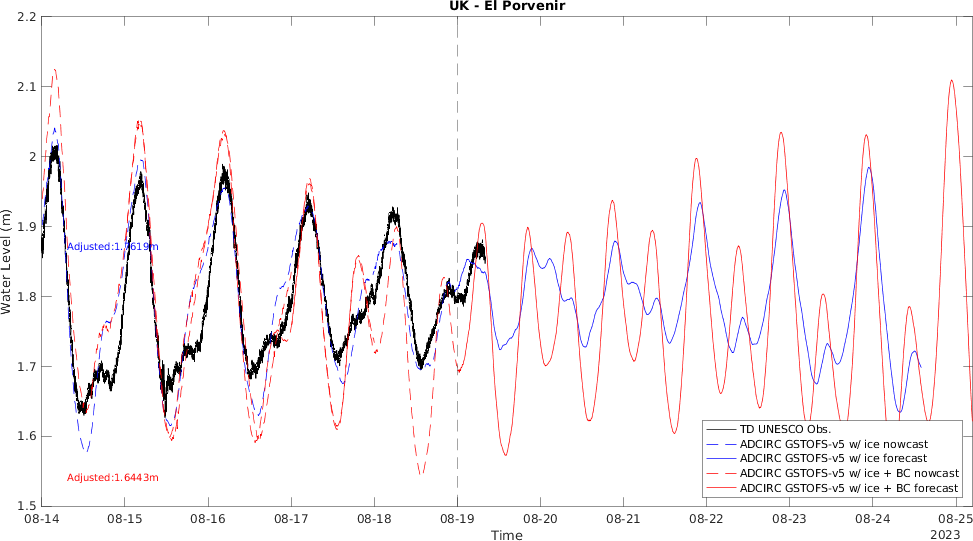 UK - El Porvenir
2.2
2.1
2
1.9
1.8
1.7
1.6
1.5
Water Level (m)
Adjusted:1.7619m
Adjusted:1.6443m
TD UNESCO Obs.
ADCIRC GSTOFS-v5 w/ ice nowcast
ADCIRC GSTOFS-v5 w/ ice forecast
ADCIRC GSTOFS-v5 w/ ice + BC nowcast
ADCIRC GSTOFS-v5 w/ ice + BC forecast
08-14 08-15 08-16 08-17 08-18 08-19 08-20 08-21 08-22 08-23 08-24 08-25
Time
2023